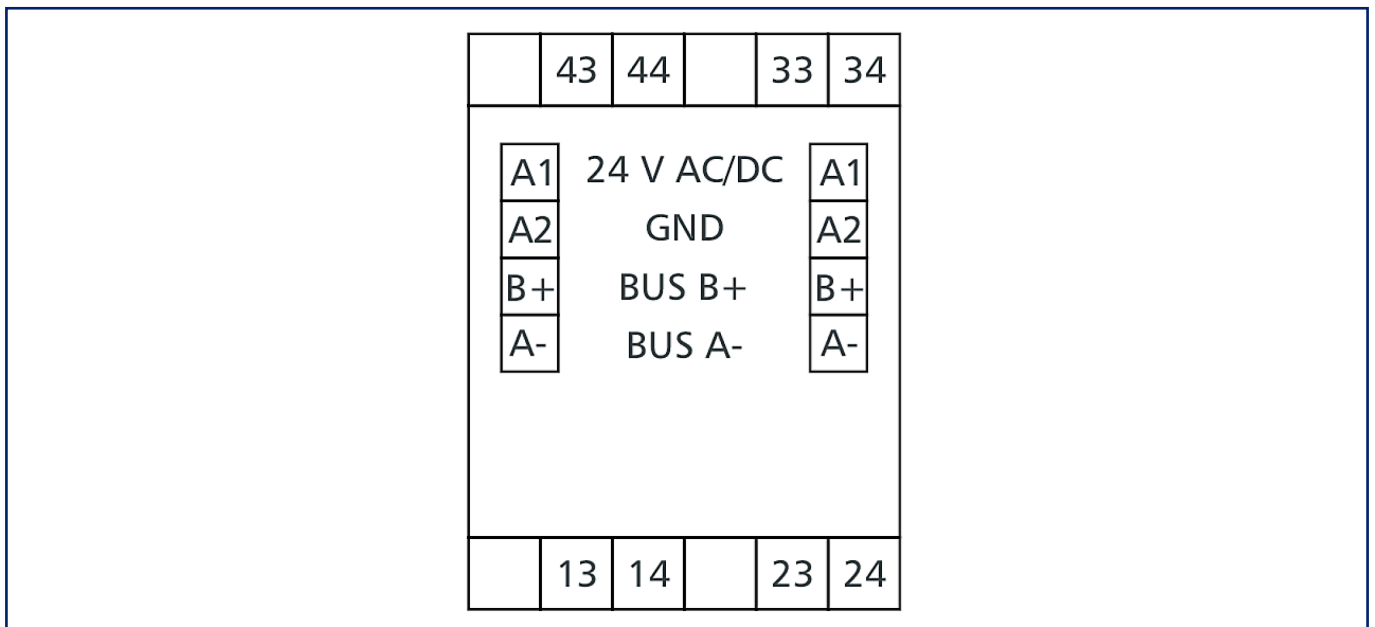 43 44 33 34
A1 24 V AC/DC A1
A2 GND A2
B+ BUS B+ B+
A- BUS A- A-
13 14 23 24